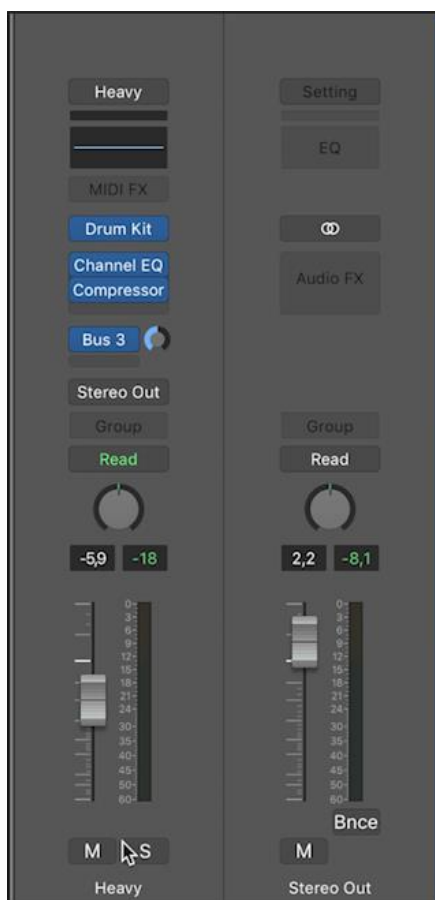 Heavy
MIDI FX
Drum Kit
Channel EQ
Compressor
Bus 3
Stereo Out
Group
Read
-5,9 -18
0
3
6
9
12
15
18
21
24
30
35
40
45
50
60
M S
Heavy
Setting
EQ
Audio FX
Group
Read
2,2 -8,1
0
3
6
9
12
15
18
21
24
30
35
40
45
50
60
Bnce
M
Stereo Out